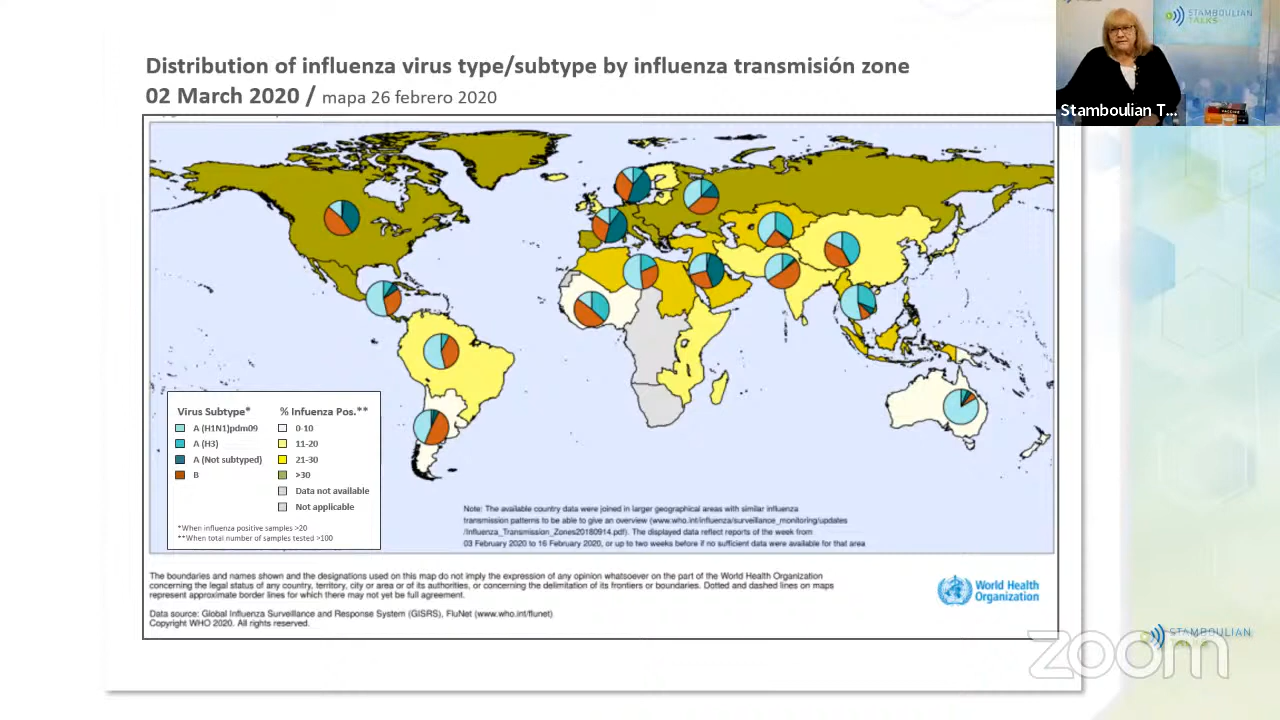 Distribution of influenza virus type/subtype by influenza transmisión zone
02 March 2020 / mapa 26 febrero 2020
STAMBOULIAN
TALKS
Stamboulian T...
Virus Subtype*
A (H1N1)pdm09
A (H3)
A (Not subtyped)
B
% Infuenza Pos.**
0-10
11-20
21-30
>30
Data not available
Not applicable
*When influenza positive samples >20
**When total number of samples tested >100
Note: The available country data were joined in larger geographical areas with similar influenza
transmission patterns to be able to give an overview (www.who.int/influenza/surveillance_monitoring/updates
/Influenza_Transmission_Zones20180914.pdf). The displayed data reflect reports of the week from
03 February 2020 to 16 February 2020, or up to two weeks before if no sufficient data were available for that area
The boundaries and names shown and the designations used on this map do not imply the expression of any opinion whatsoever on the part of the World Health Organization
concerning the legal status of any country, territory, city or area or of its authorities, or concerning the delimitation of its frontiers or boundaries. Dotted and dashed lines on maps
represent approximate border lines for which there may not yet be full agreement.
Data source: Global Influenza Surveillance and Response System (GISRS), FluNet (www.who.int/flunet)
Copyright WHO 2020. All rights reserved.
World Health
Organization
STAMBOULIAN
zoom